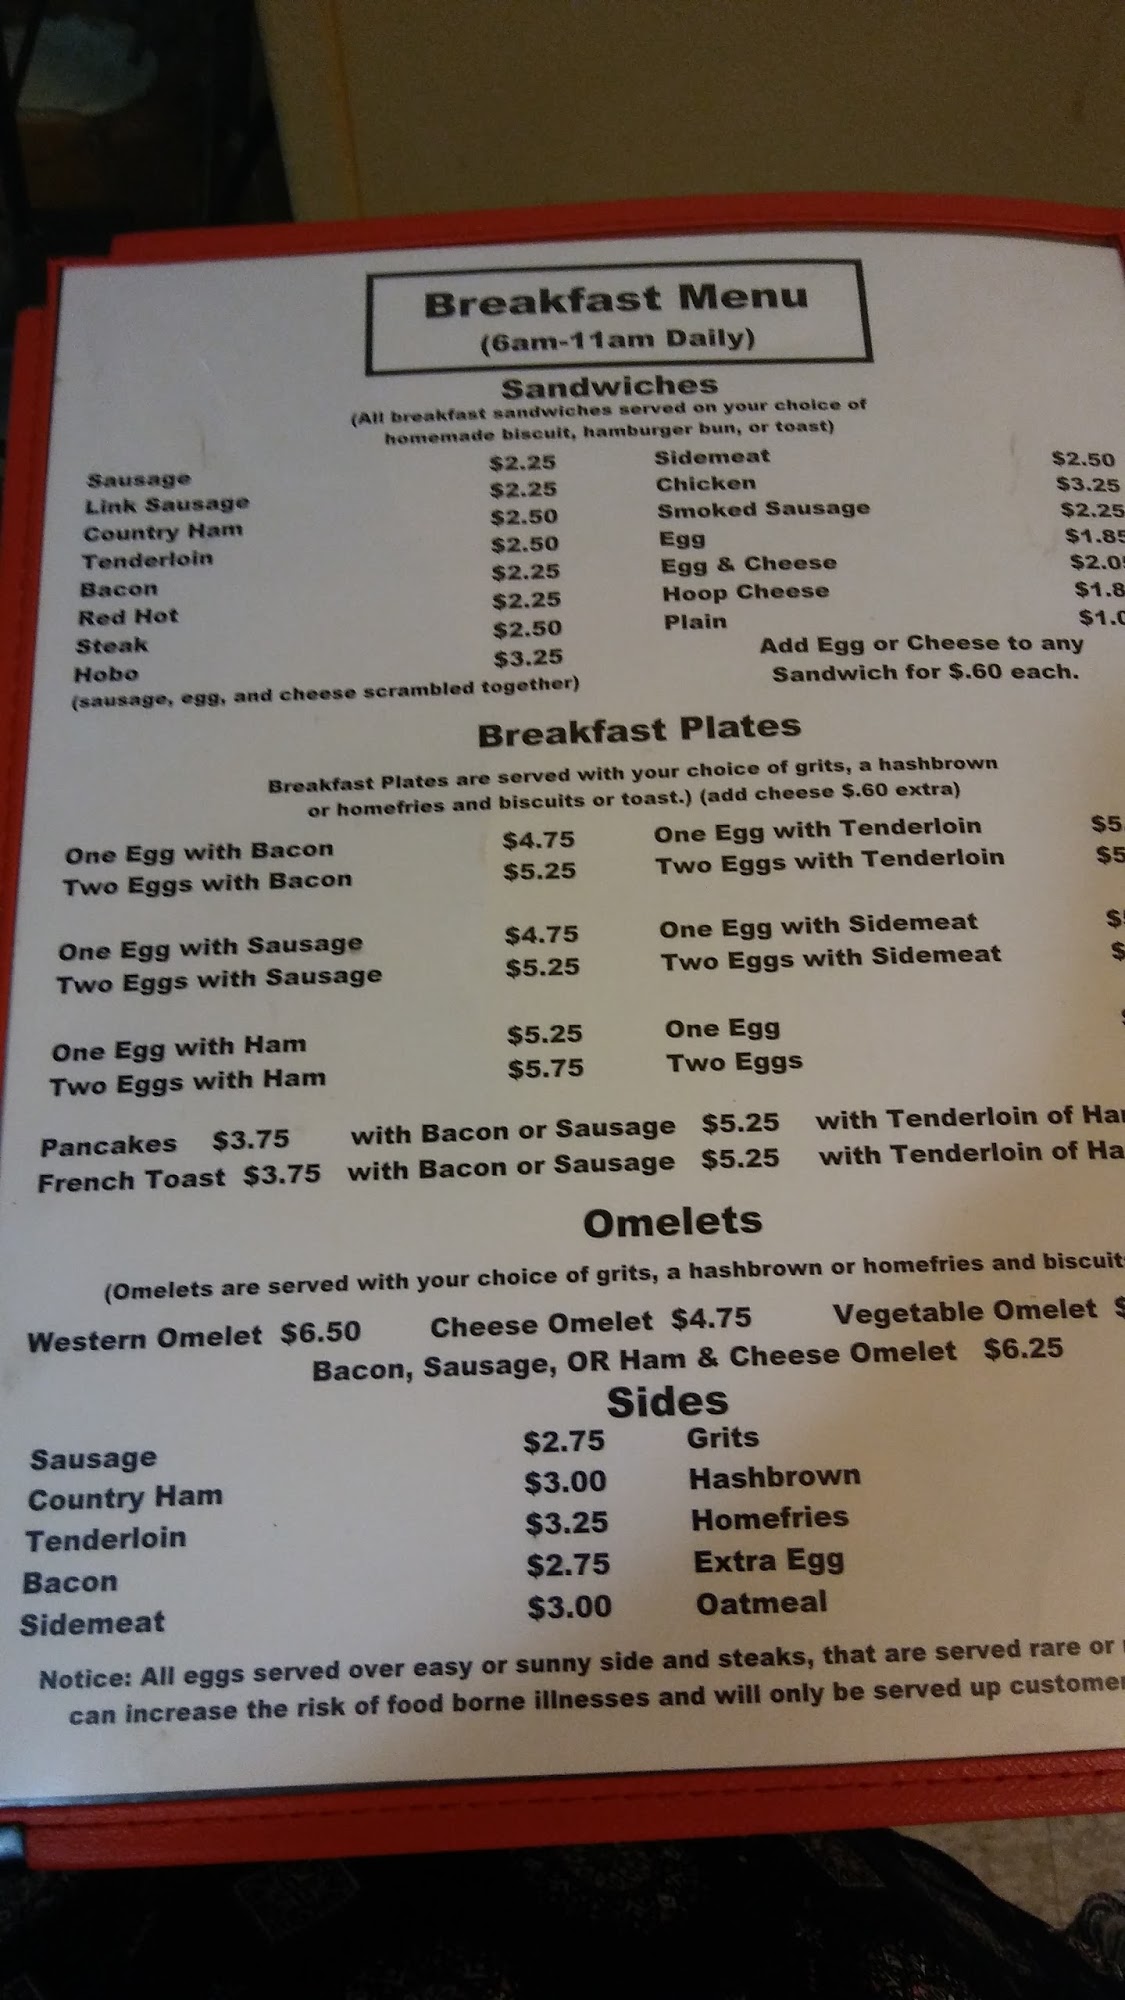 Breakfast Menu
(6am-11am Daily)
Sandwiches
(All breakfast sandwiches served on your choice of
homemade biscuit, hamburger bun, or toast)
Sausage $2.25 Sidemeat $2.50
Link Sausage $2.25 Chicken $3.25
Country Ham $2.50 Smoked Sausage $2.25
Tenderloin $2.50 Egg $1.85
Bacon $2.25 Egg & Cheese
Red Hot $2.25 Hoop Cheese
Steak $2.50 Plain
Hobo $3.25 Add Egg or Cheese to any
(sausage, egg, and cheese scrambled together) Sandwich for $.60 each.
Breakfast Plates
Breakfast Plates are served with your choice of grits, a hashbrown
or homefries and biscuits or toast.) (add cheese $.60 extra)
One Egg with Bacon $4.75 One Egg with Tenderloin
Two Eggs with Bacon $5.25 Two Eggs with Tenderloin
One Egg with Sausage $4.75 One Egg with Sidemeat
Two Eggs with Sausage $5.25 Two Eggs with Sidemeat
One Egg with Ham $5.25 One Egg
Two Eggs with Ham $5.75 Two Eggs
Pancakes $3.75 with Bacon or Sausage $5.25 with Tenderloin of
French Toast $3.75 with Bacon or Sausage $5.25 with Tenderloin of
Omelets
(Omelets are served with your choice of grits, a hashbrown or homefries and
Western Omelet $6.50 Cheese Omelet $4.75 Vegetable Omelet
Bacon, Sausage, OR Ham & Cheese Omelet $6.25
Sides
Sausage $2.75 Grits
Country Ham $3.00 Hashbrown
Tenderloin $3.25 Homefries
Bacon $2.75 Extra Egg
Sidemeat $3.00 Oatmeal
Notice: All eggs served over easy or sunny side and steaks, that are served rare or
can increase the risk of food borne illnesses and will only be served up